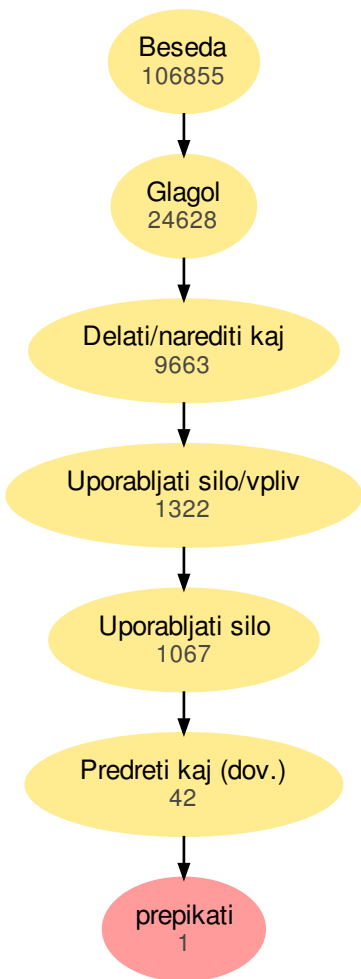 Beseda
106855
Glagol
24628
Delati/narediti kaj
9663
Uporabljati silo/vpliv
1322
Uporabljati silo
1067
Predreti kaj (dov.)
42
prepikati
1